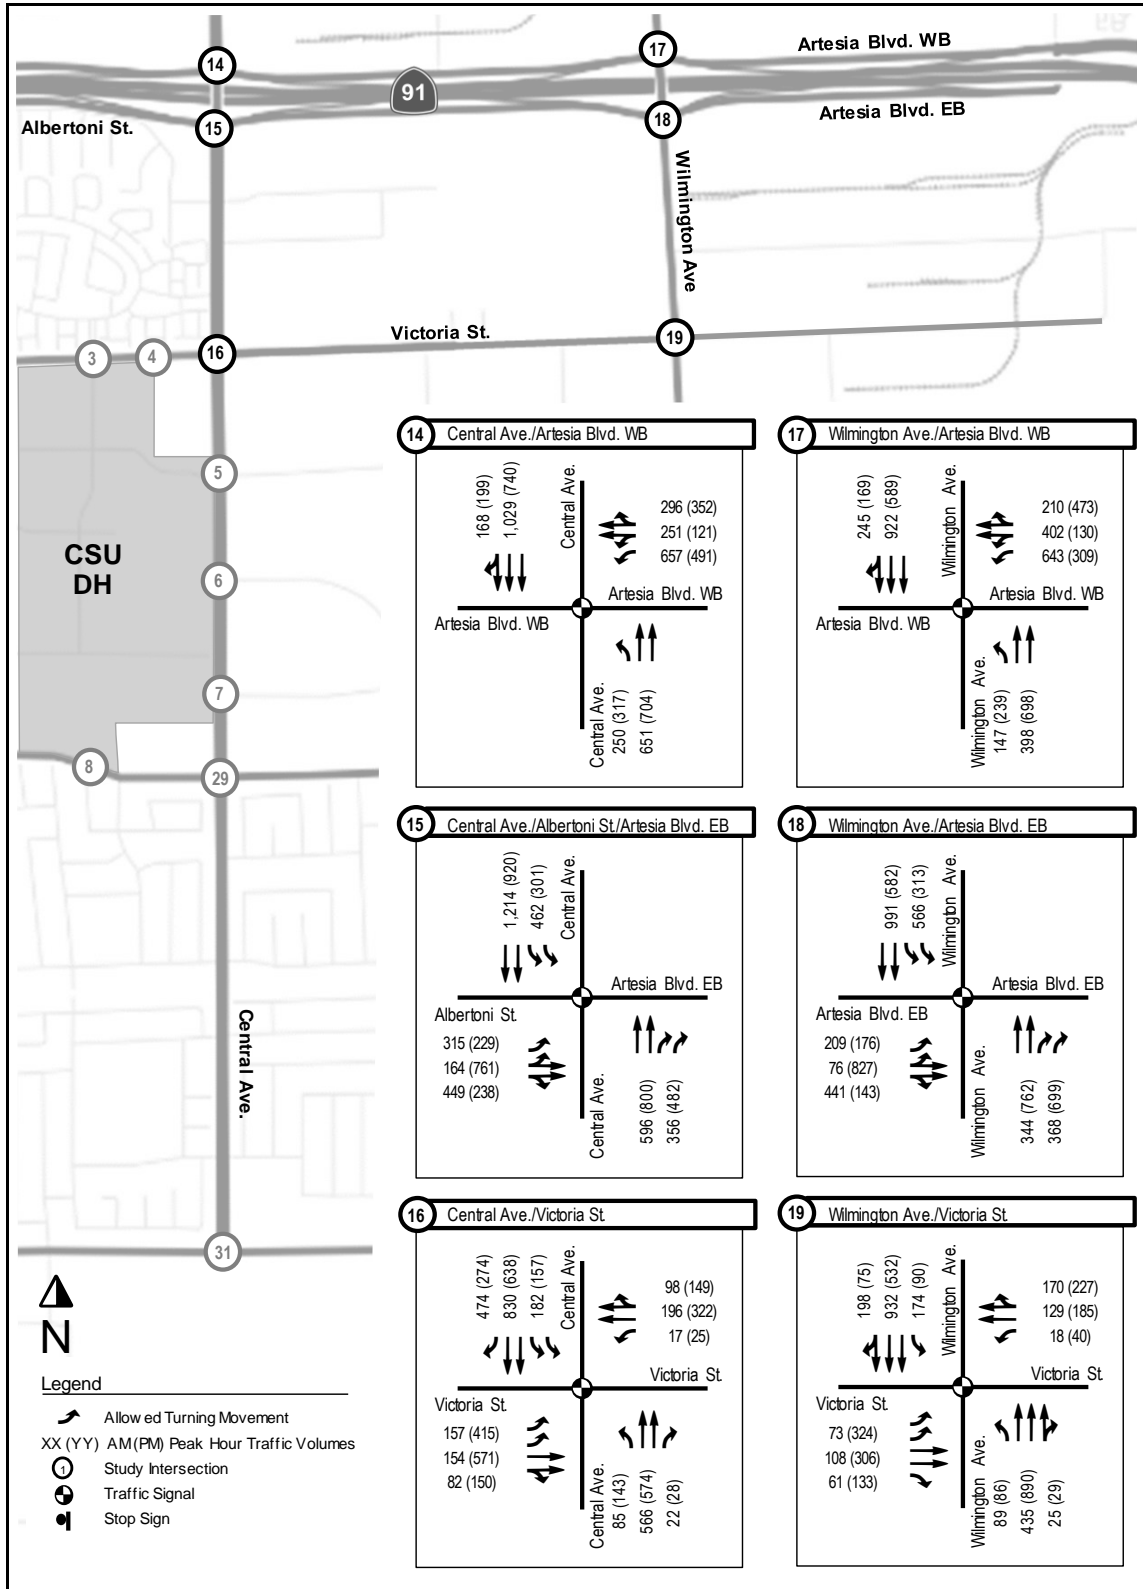 Artesia Blvd. WB
17
14
91
Artesia Blvd. EB
Albertoni St.
15
18
Wilmington Ave
Victoria St.
3
4
16
19
5
CSU
DH
6
7
8
29
Central Ave.
31
N
Legend
Allowed Turning Movement
XX (YY) AM(PM) Peak Hour Traffic Volumes
1 Study Intersection
Traffic Signal
Stop Sign
14 Central Ave./Artesia Blvd. WB
168 (199)
1,029 (740)
Central Ave.
296 (352)
251 (121)
657 (491)
Artesia Blvd. WB
Artesia Blvd. WB
Central Ave.
250 (317)
651 (704)
17 Wilmington Ave./Artesia Blvd. WB
245 (169)
922 (589)
Wilmington Ave.
210 (473)
402 (130)
643 (309)
Artesia Blvd. WB
Artesia Blvd. WB
Wilmington Ave.
147 (239)
398 (698)
15 Central Ave./Albertoni St./Artesia Blvd. EB
1,214 (920)
462 (301)
Central Ave.
Artesia Blvd. EB
Albertoni St.
315 (229)
164 (761)
449 (238)
Central Ave.
596 (800)
356 (482)
18 Wilmington Ave./Artesia Blvd. EB
991 (582)
566 (313)
Wilmington Ave.
Artesia Blvd. EB
Artesia Blvd. EB
209 (176)
76 (827)
441 (143)
Wilmington Ave.
344 (762)
368 (699)
16 Central Ave./Victoria St.
474 (274)
830 (638)
182 (157)
Central Ave.
98 (149)
196 (322)
17 (25)
Victoria St.
Victoria St.
157 (415)
154 (571)
82 (150)
Central Ave.
85 (143)
566 (574)
22 (28)
19 Wilmington Ave./Victoria St.
198 (75)
932 (532)
174 (90)
Wilmington Ave.
170 (227)
129 (185)
18 (40)
Victoria St.
Victoria St.
73 (324)
108 (306)
61 (133)
Wilmington Ave.
89 (86)
435 (890)
25 (29)